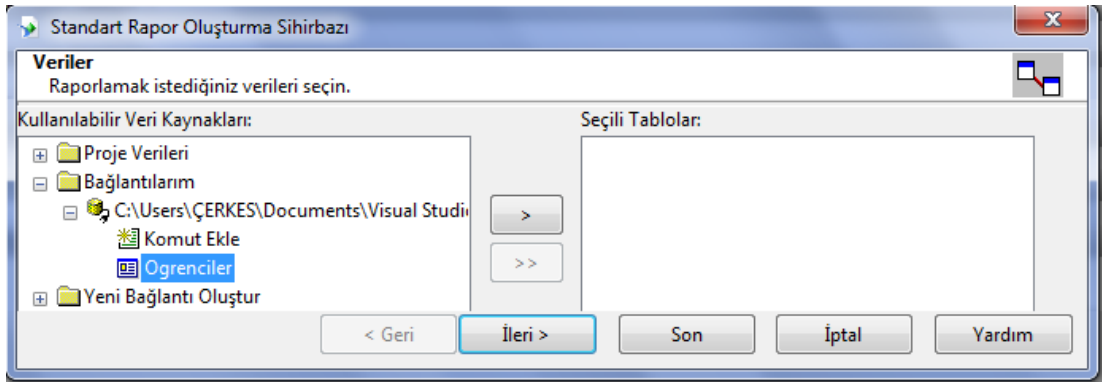 Standart Rapor Oluşturma Sihirbazı
x
Veriler
Raporlamak istediğiniz verileri seçin.
Kullanılabilir Veri Kaynakları:
Seçili Tablolar:
Proje Verileri
Bağlantılarım
C:\Users\ÇERKES\Documents\Visual Studi
>
Komut Ekle
>>
Ogrenciler
Yeni Bağlantı Oluştur
< Geri
İleri >
Son
İptal
Yardım